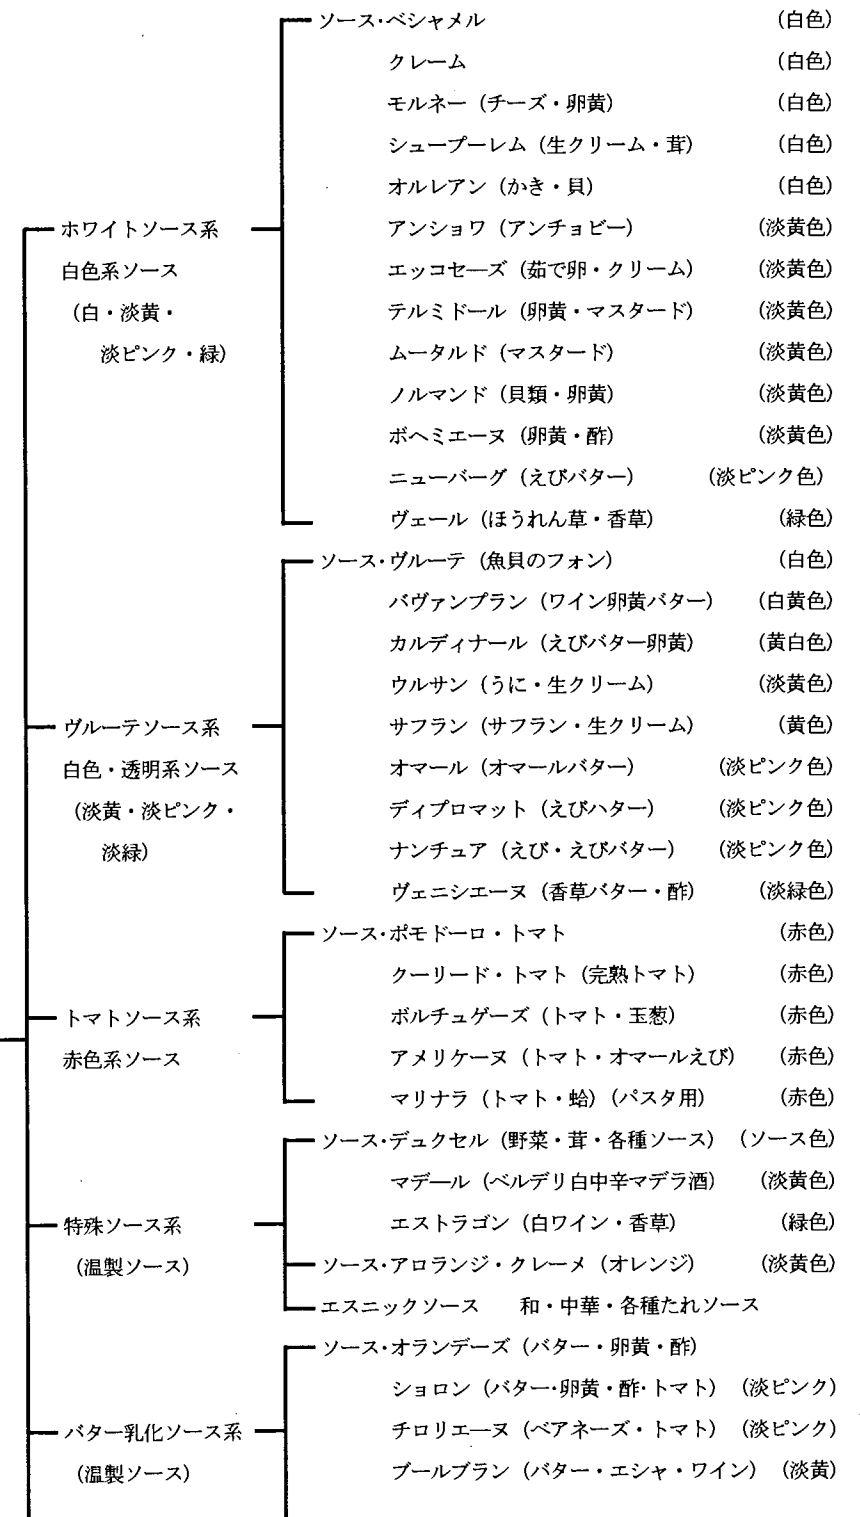 ソース・ベシャメル (白色)
クレーム (白色)
モルネー (チーズ・卵黄) (白色)
シュープーレム (生クリーム・茸) (白色)
オルレアン (かき・貝) (白色)
ホワイトソース系 アンショワ (アンチョビー) (淡黄色)
白色系ソース エッコセーズ (茹で卵・クリーム) (淡黄色)
(白・淡黄・ テルミドール (卵黄・マスタード) (淡黄色)
淡ピンク・緑) ムータルド (マスタード) (淡黄色)
ノルマンド (貝類・卵黄) (淡黄色)
ボヘミエーヌ (卵黄・酢) (淡黄色)
ニューバーグ (えびバター) (淡ピンク色)
ヴェール (ほうれん草・香草) (緑色)
ソース・ヴルーテ (魚貝のフォン) (白色)
バヴァンプラン (ワイン卵黄バター) (白黄色)
カルディナール (えびバター卵黄) (黄白色)
ウルサン (うに・生クリーム) (淡黄色)
ヴルーテソース系 サフラン (サフラン・生クリーム) (黄色)
白色・透明系ソース オマール (オマールバター) (淡ピンク色)
(淡黄・淡ピンク・ ディプロマット (えびハター) (淡ピンク色)
淡緑) ナンチュア (えび・えびバター) (淡ピンク色)
ヴェニシエーヌ (香草バター・酢) (淡緑色)
ソース・ポモドーロ・トマト (赤色)
クーリード・トマト (完熟トマト) (赤色)
トマトソース系 ボルチュゲーズ (トマト・玉葱) (赤色)
赤色系ソース アメリケーヌ (トマト・オマールえび) (赤色)
マリナラ (トマト・蛤) (パスタ用) (赤色)
ソース・デュクセル (野菜・茸・各種ソース) (ソース色)
マデール (ベルデリ白中辛マデラ酒) (淡黄色)
特殊ソース系 エストラゴン (白ワイン・香草) (緑色)
(温製ソース) ソース・アロランジ・クレーメ (オレンジ) (淡黄色)
エスニックソース 和・中華・各種たれソース
ソース・オランデーズ (バター・卵黄・酢)
ショロン (バター・卵黄・酢・トマト) (淡ピンク)
バター乳化ソース系 チロリエーヌ (ベアネーズ・トマト) (淡ピンク)
(温製ソース) ブールブラン (バター・エシャ・ワイン) (淡黄)